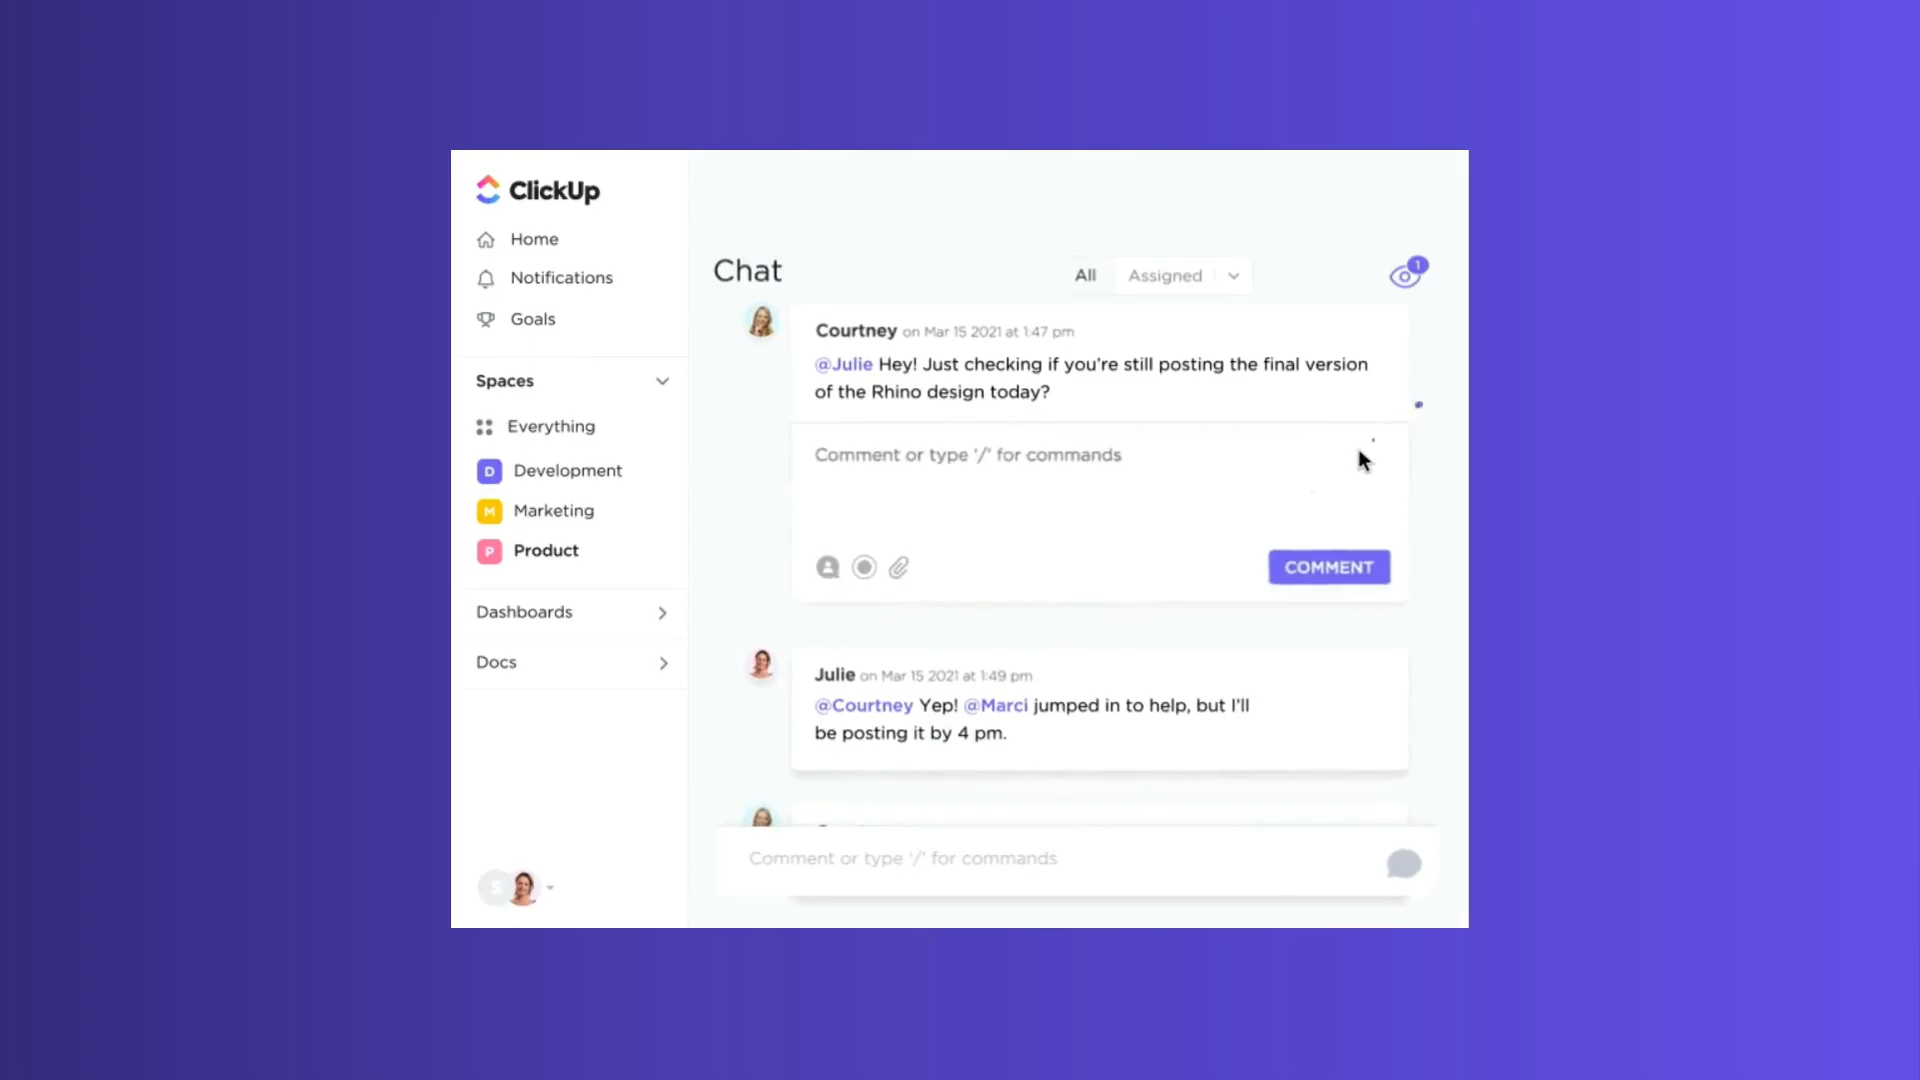 ClickUp
Home
Notifications
Goals
Spaces
Everything
D Development
M Marketing
P Product
Dashboards
Docs
S
Chat
All Assigned
1
Courtney on Mar 15 2021 at 1:47 pm
@Julie Hey! Just checking if you're still posting the final version
of the Rhino design today?
Comment or type '/' for commands
COMMENT
Julie on Mar 15 2021 at 1:49 pm
@Courtney Yep! @Marci jumped in to help, but I'll
be posting it by 4 pm.
Comment or type '/' for commands